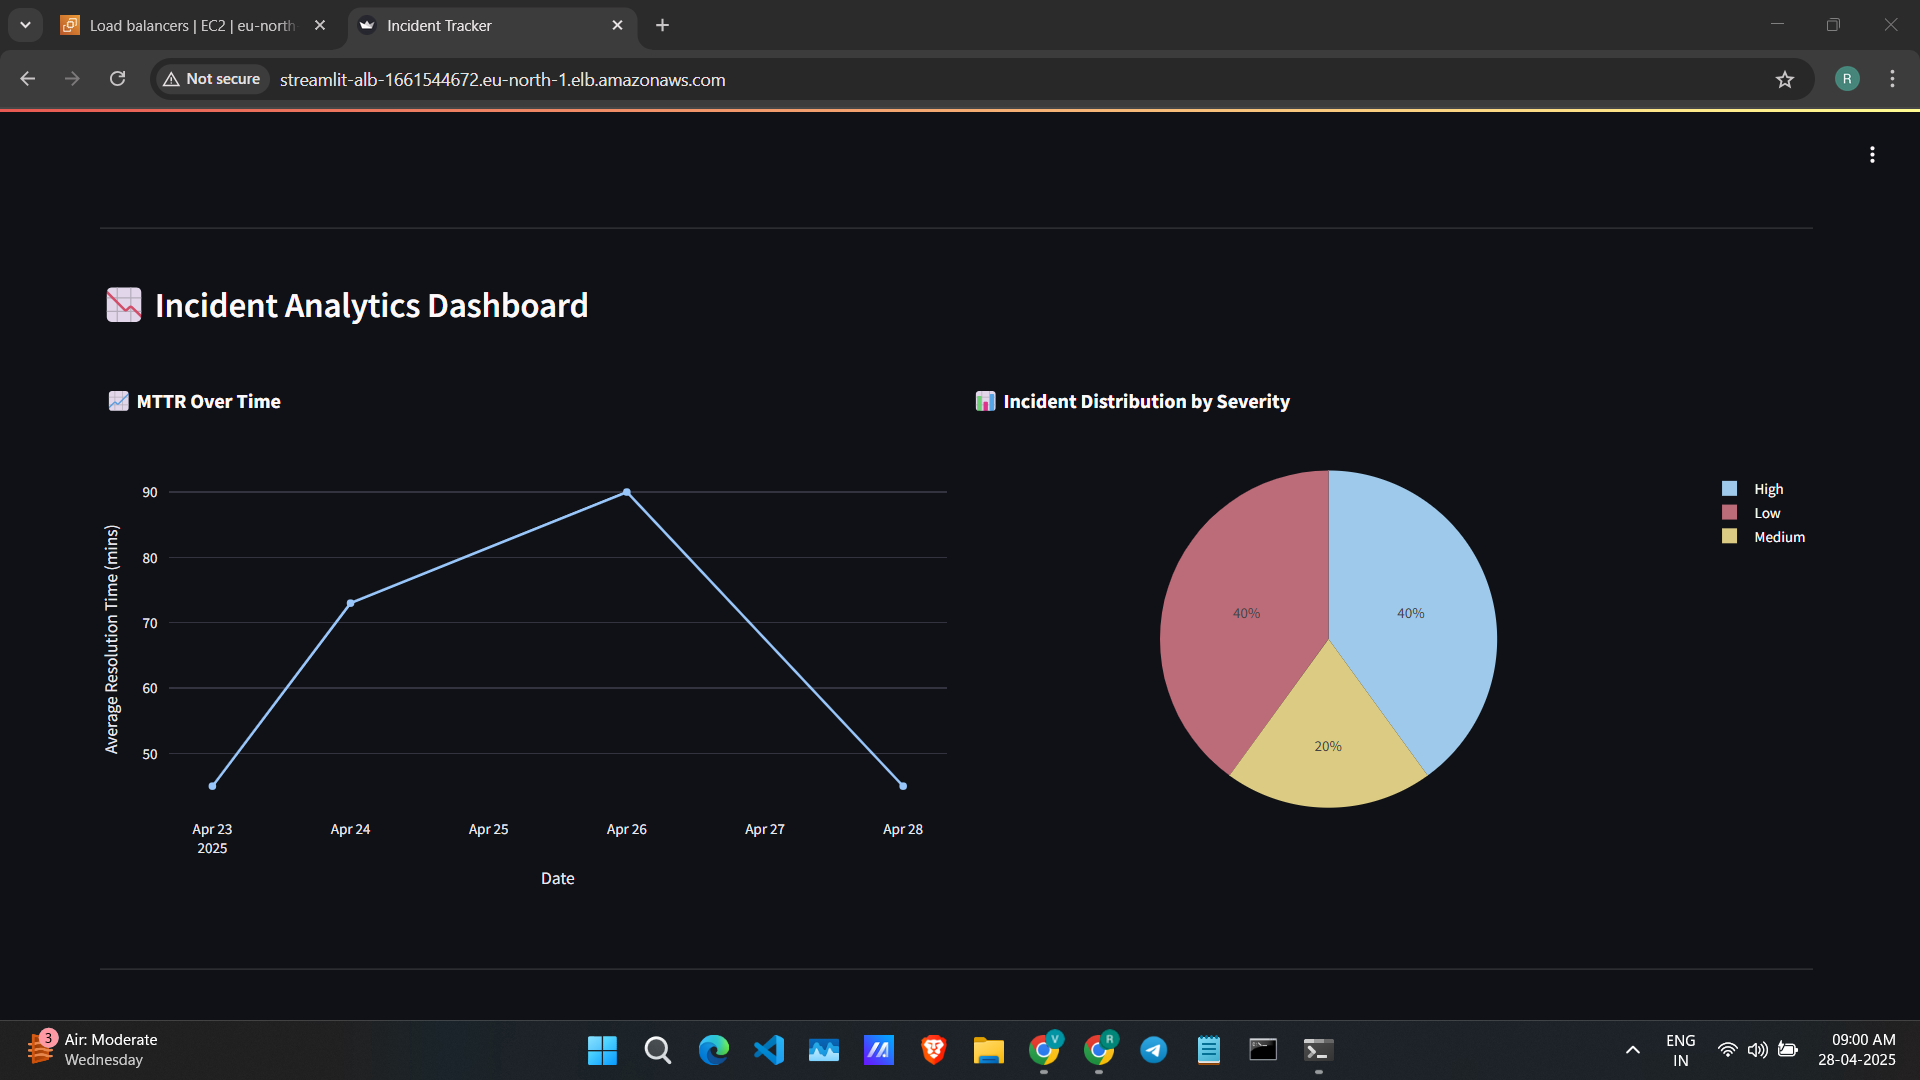 Load balancers | EC2 | eu-north
Incident Tracker
Not secure
streamlit-alb-1661544672.eu-north-1.elb.amazonaws.com
R
Incident Analytics Dashboard
MTTR Over Time
90
80
70
60
50
Average Resolution Time (mins)
Apr 23
2025
Apr 24
Apr 25
Apr 26
Apr 27
Apr 28
Date
Incident Distribution by Severity
40%
40%
20%
High
Low
Medium
3
Air: Moderate
Wednesday
V
R
ENG
IN
09:00 AM
28-04-2025